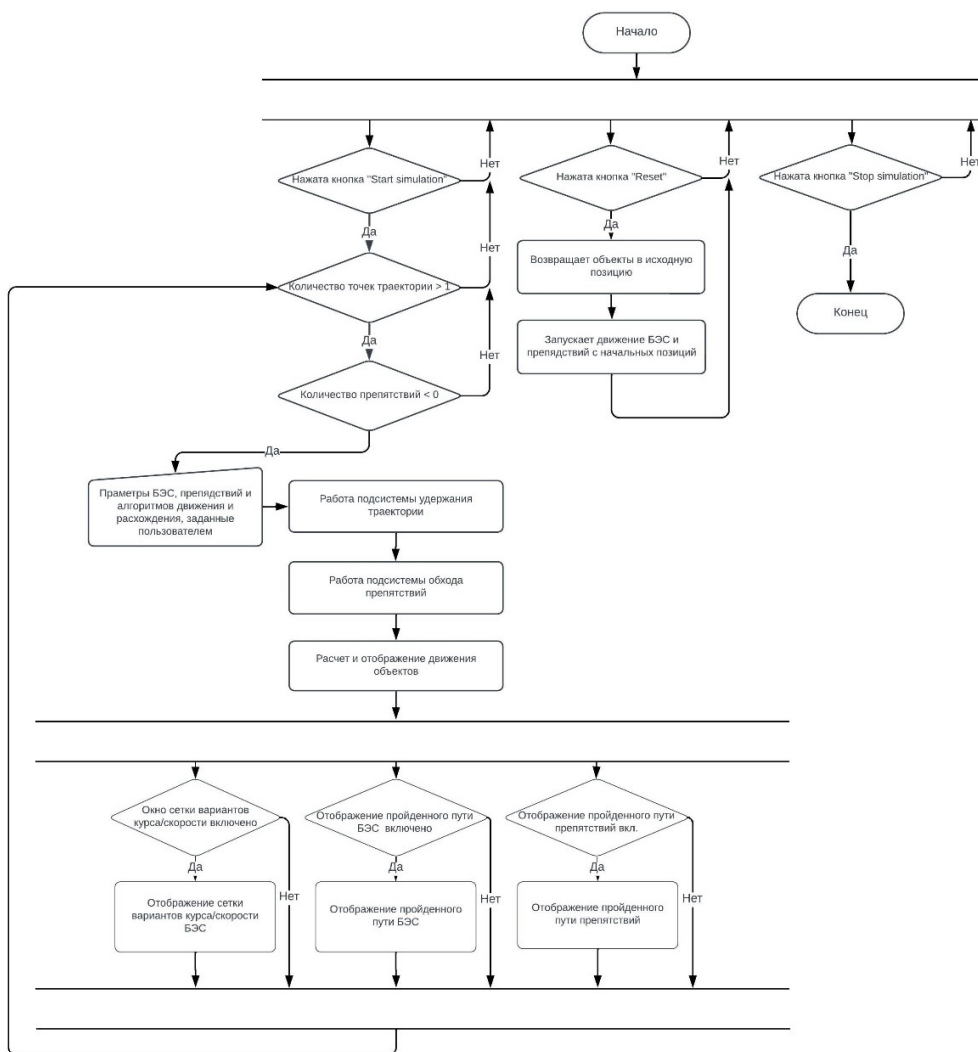 Начало
Нет
Нет
Нет
Нажата кнопка "Start simulation"
Нажата кнопка "Reset"
Нажата кнопка "Stop simulation"
Да
Да
Да
Нет
Возвращает объекты в исходную
позицию
Количество точек траектории > 1
Конец
Да
Нет
Запускает движение БЭС и
препядствий с начальных позиций
Количество препятствий < 0
Да
Праметры БЭС, препядствий и
алгоритмов движения и
расхождения, заданные
пользователем
Работа подсистемы удержания
траектории
Работа подсистемы обхода
препятствий
Расчет и отображение движения
объектов
Окно сетки вариантов
курса/скорости включено
Отображение пройденного пути
БЭС включено
Отображение пройденного пути
препятствий вкл.
Да
Да
Да
Нет
Нет
Нет
Отображение сетки
вариантов курса/скорости
БЭС
Отображение пройденного
пути БЭС
Отображение пройденного
пути препятствий